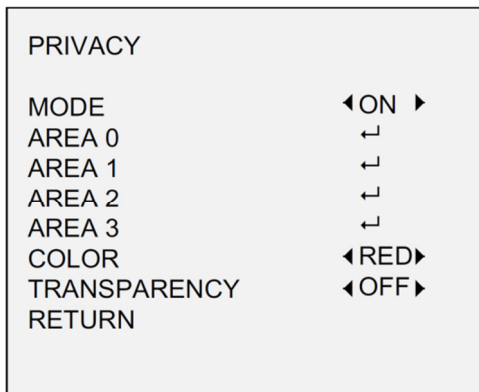 PRIVACY
MODE ON
AREA 0 ↵
AREA 1 ↵
AREA 2 ↵
AREA 3 ↵
COLOR RED
TRANSPARENCY OFF
RETURN